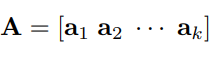 𝐀 = [𝐚₁ 𝐚₂ ⋯ 𝐚ₖ]